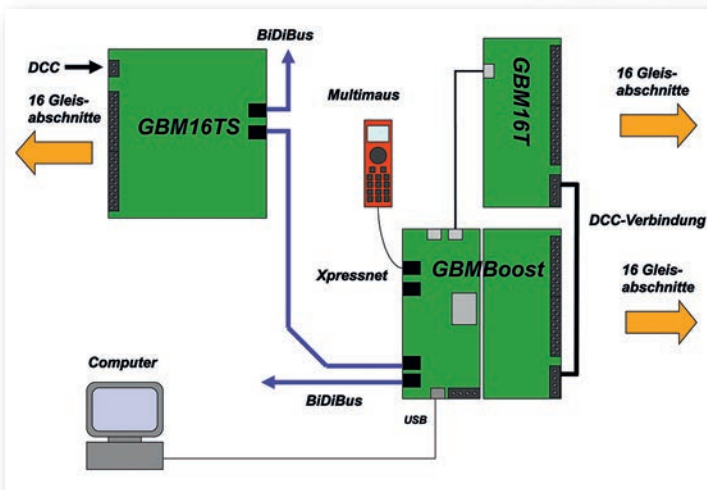 BiDiBus
DCC
16 Gleis-
abschnitte
GBM16TS
Multimaus
GBM16T
16 Gleis-
abschnitte
DCC-Verbindung
Xpressnet
GBMBoost
16 Gleis-
abschnitte
Computer
BiDiBus
USB